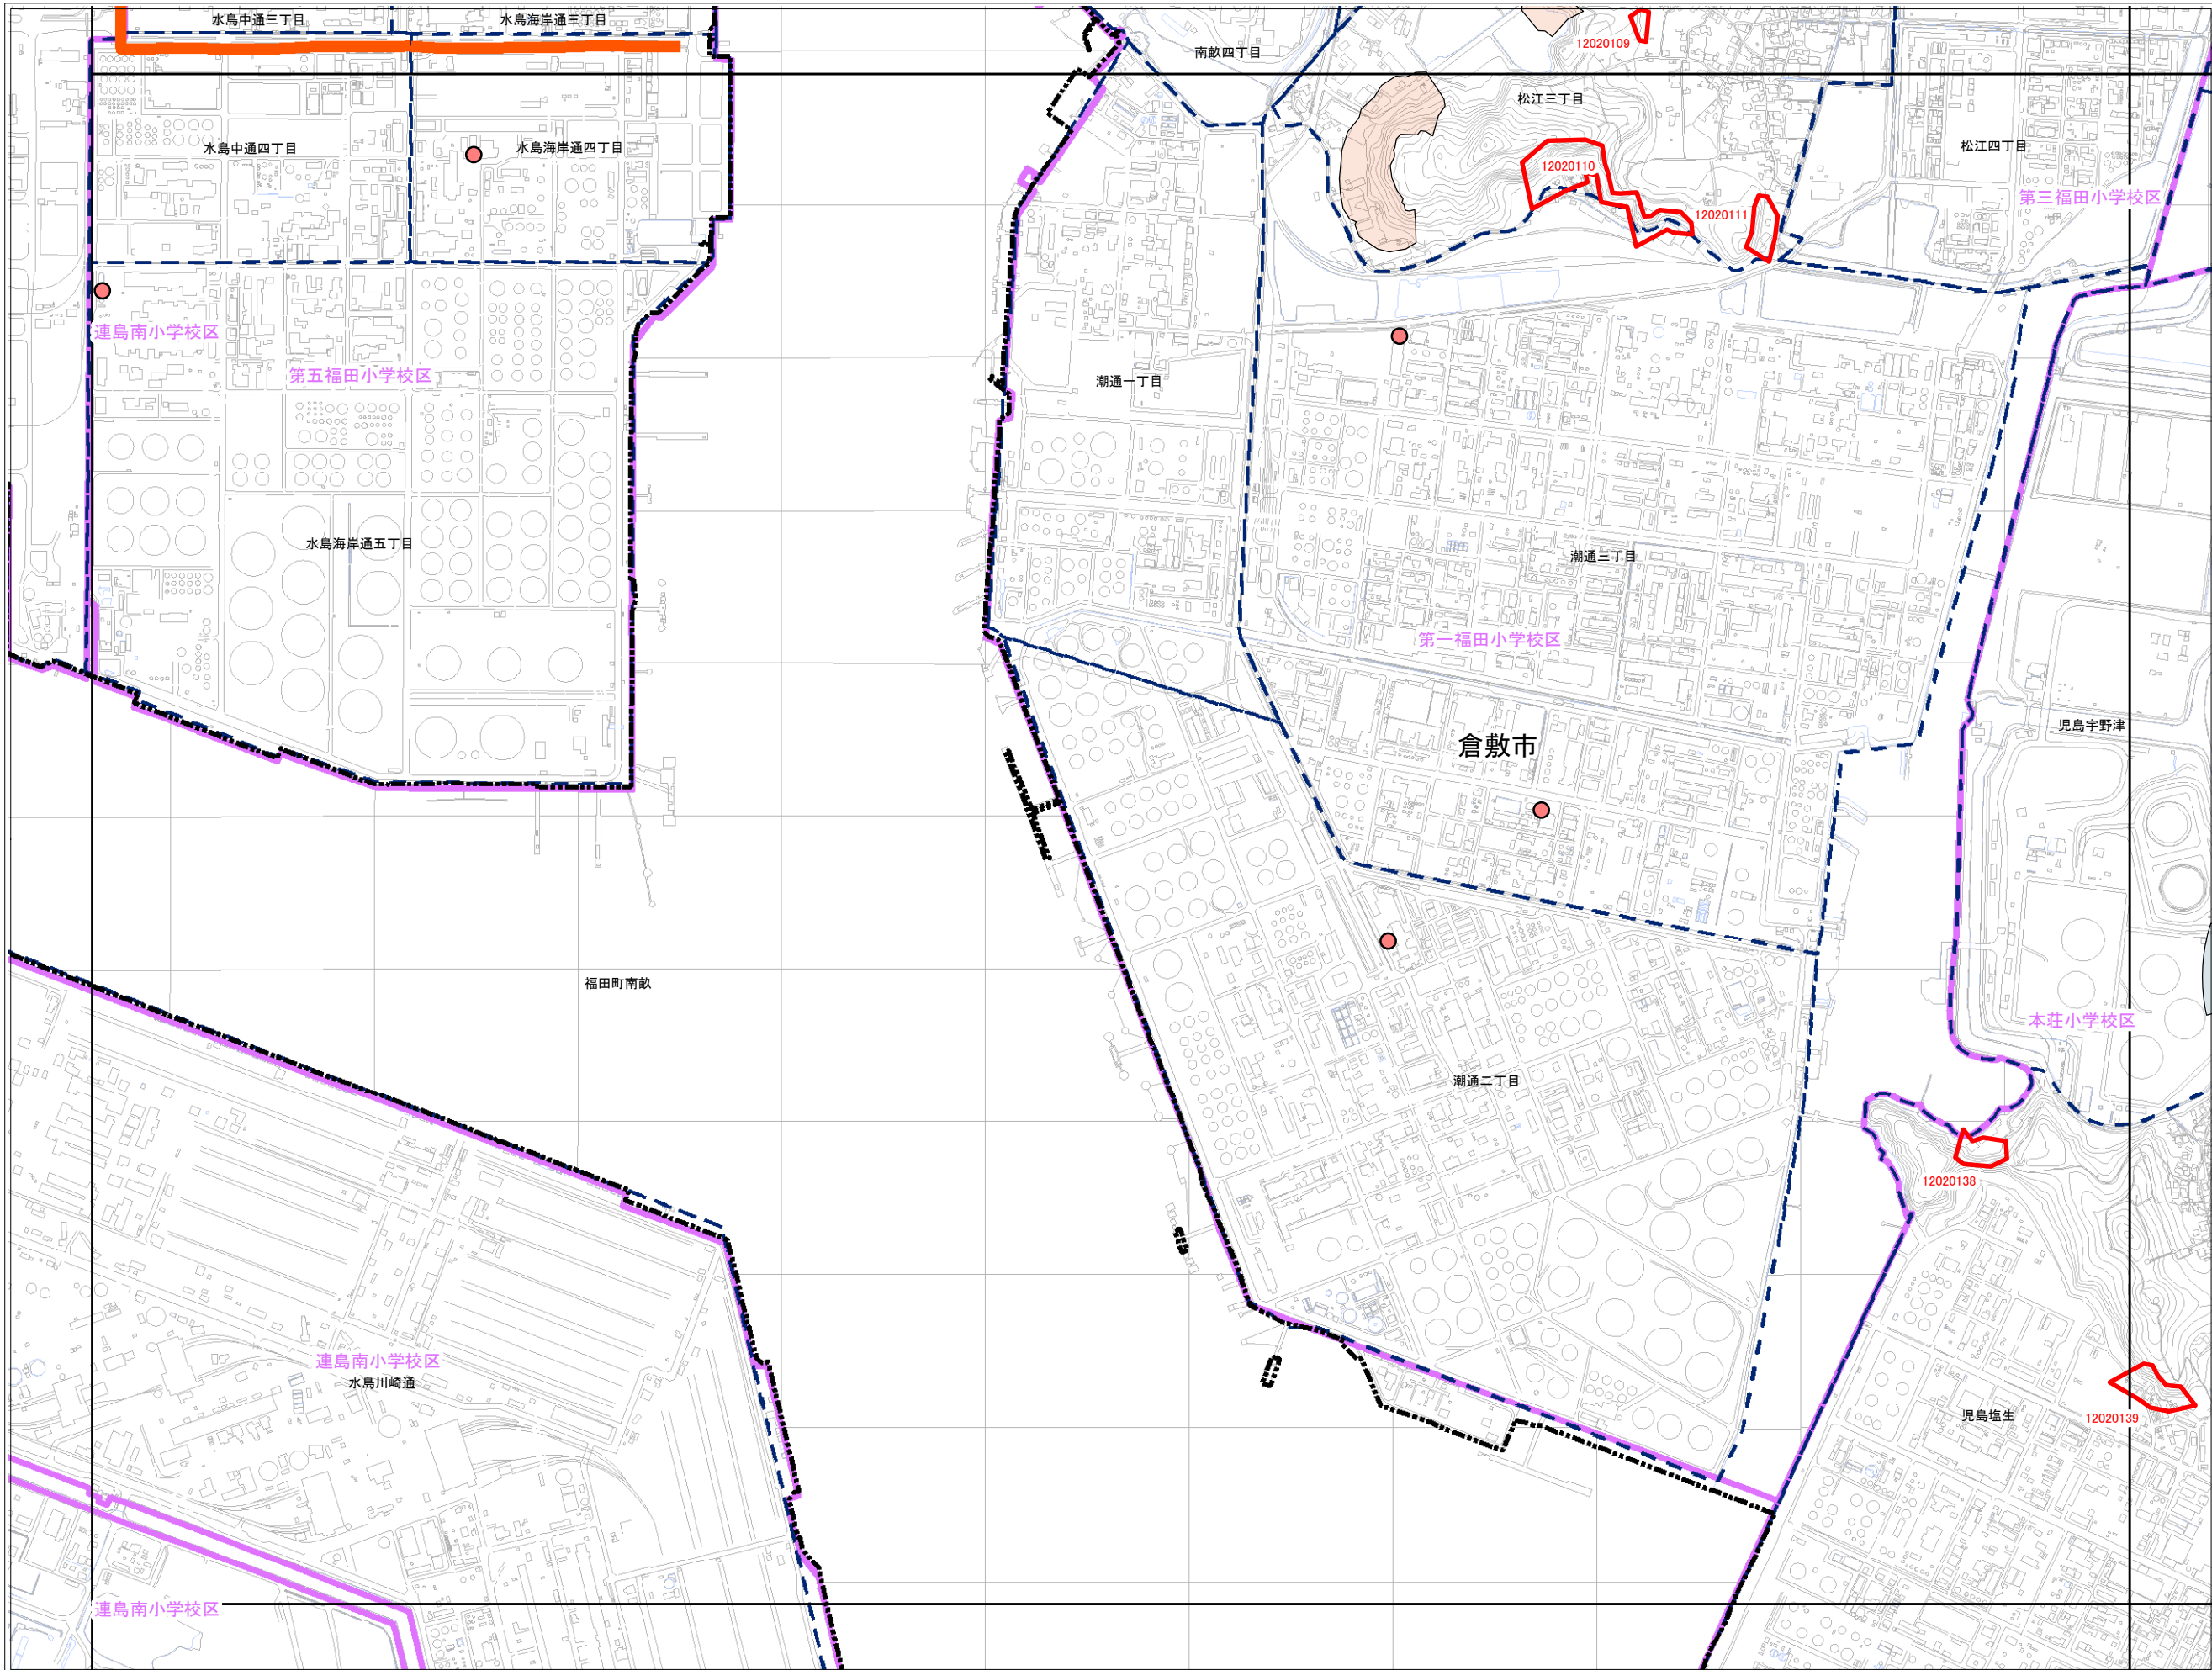 水島中通三丁目
水島海岸通三丁目
南畝四丁目
12020109
松江三丁目
水島中通四丁目
水島海岸通四丁目
松江四丁目
12020110
第三福田小学校区
12020111
連島南小学校区
第五福田小学校区
潮通一丁目
水島海岸通五丁目
潮通三丁目
第一福田小学校区
児島宇野津
倉敷市
福田町南畝
本荘小学校区
潮通二丁目
12020138
連島南小学校区
水島川崎通
児島塩生
12020139
連島南小学校区